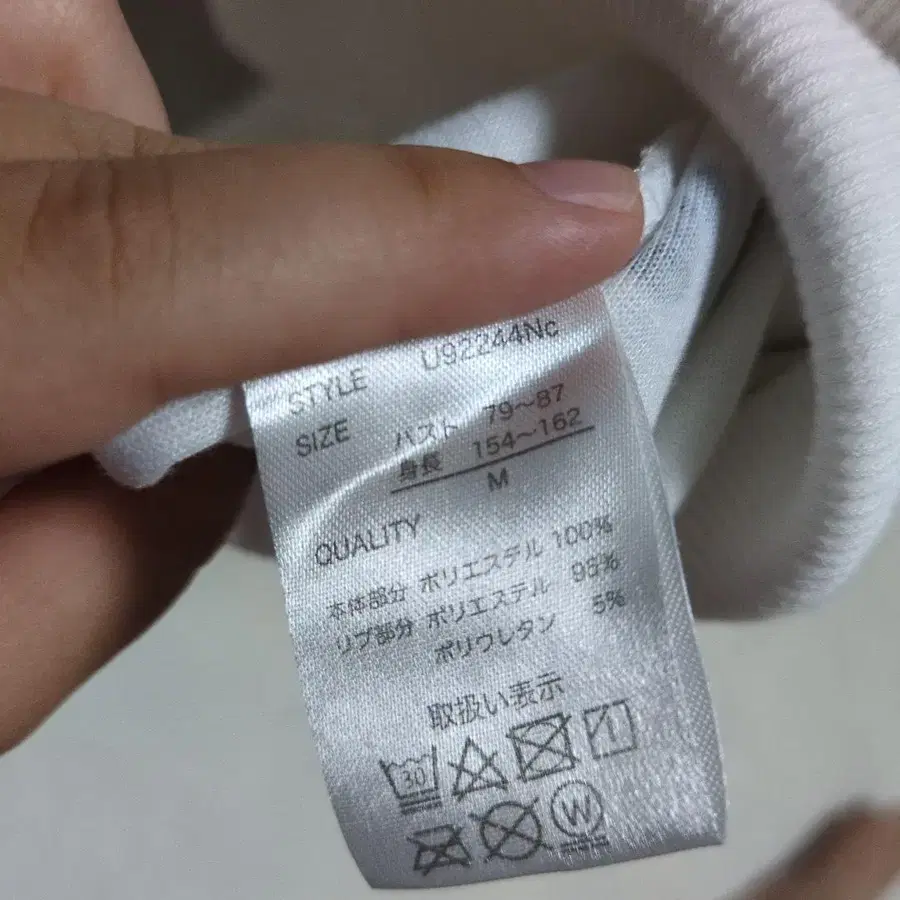 STYLE U92244Nc
SIZE バスト 79〜87
身長 154〜162
M
QUALITY
本体部分 ポリエステル 100%
リブ部分 ポリエステル 95%
ポリウレタン 5%
取扱い表示
30
W